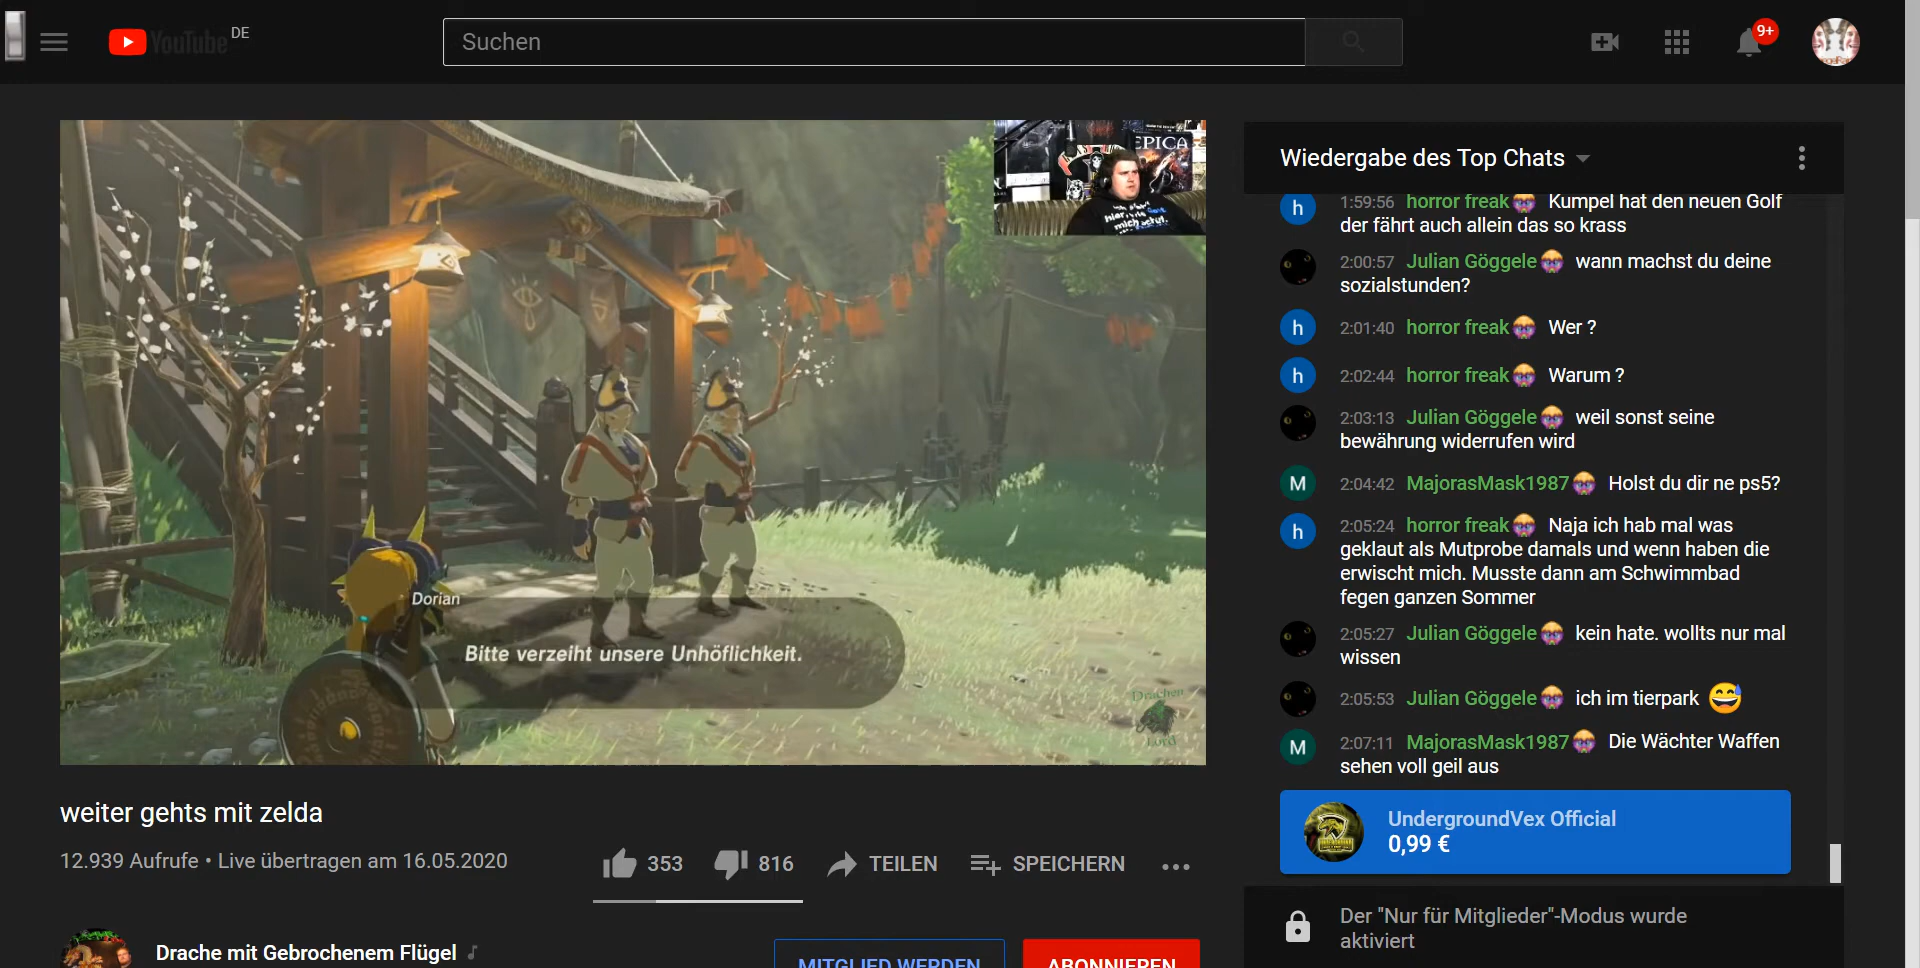 YouTube DE
Suchen
9+
EPICA
Dorian
Bitte verzeiht unsere Unhöflichkeit.
Drachen
Lord
weiter gehts mit zelda
12.939 Aufrufe • Live übertragen am 16.05.2020
353
816
TEILEN
SPEICHERN
Drache mit Gebrochenem Flügel
MITGLIED WERDEN
ABONNIEREN
Wiedergabe des Top Chats
h
1:59:56 horror freak Kumpel hat den neuen Golf
der fährt auch allein das so krass
2:00:57 Julian Göggele wann machst du deine
sozialstunden?
h
2:01:40 horror freak Wer ?
h
2:02:44 horror freak Warum ?
2:03:13 Julian Göggele weil sonst seine
bewährung widerrufen wird
M
2:04:42 MajorasMask1987 Holst du dir ne ps5?
h
2:05:24 horror freak Naja ich hab mal was
geklaut als Mutprobe damals und wenn haben die
erwischt mich. Musste dann am Schwimmbad
fegen ganzen Sommer
2:05:27 Julian Göggele kein hate. wollts nur mal
wissen
2:05:53 Julian Göggele ich im tierpark
M
2:07:11 MajorasMask1987 Die Wächter Waffen
sehen voll geil aus
UndergroundVex Official
0,99 €
Der "Nur für Mitglieder"-Modus wurde
aktiviert